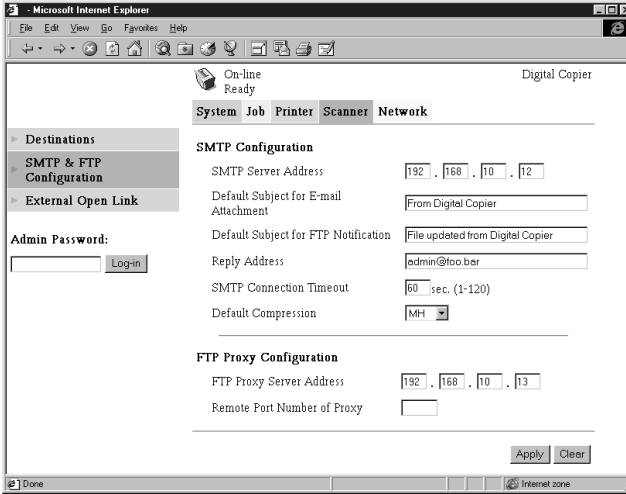 - Microsoft Internet Explorer
File Edit View Go Favorites Help
On-line
Ready
Digital Copier
System Job Printer Scanner Network
Destinations
SMTP & FTP
Configuration
External Open Link
Admin Password:
Log-in
SMTP Configuration
SMTP Server Address 192 . 168 . 10 . 12
Default Subject for E-mail
Attachment
From Digital Copier
Default Subject for FTP Notification File updated from Digital Copier
Reply Address admin@foo.bar
SMTP Connection Timeout 60 sec. (1-120)
Default Compression MH
FTP Proxy Configuration
FTP Proxy Server Address 192 . 168 . 10 . 13
Remote Port Number of Proxy
Apply Clear
Done
Internet zone